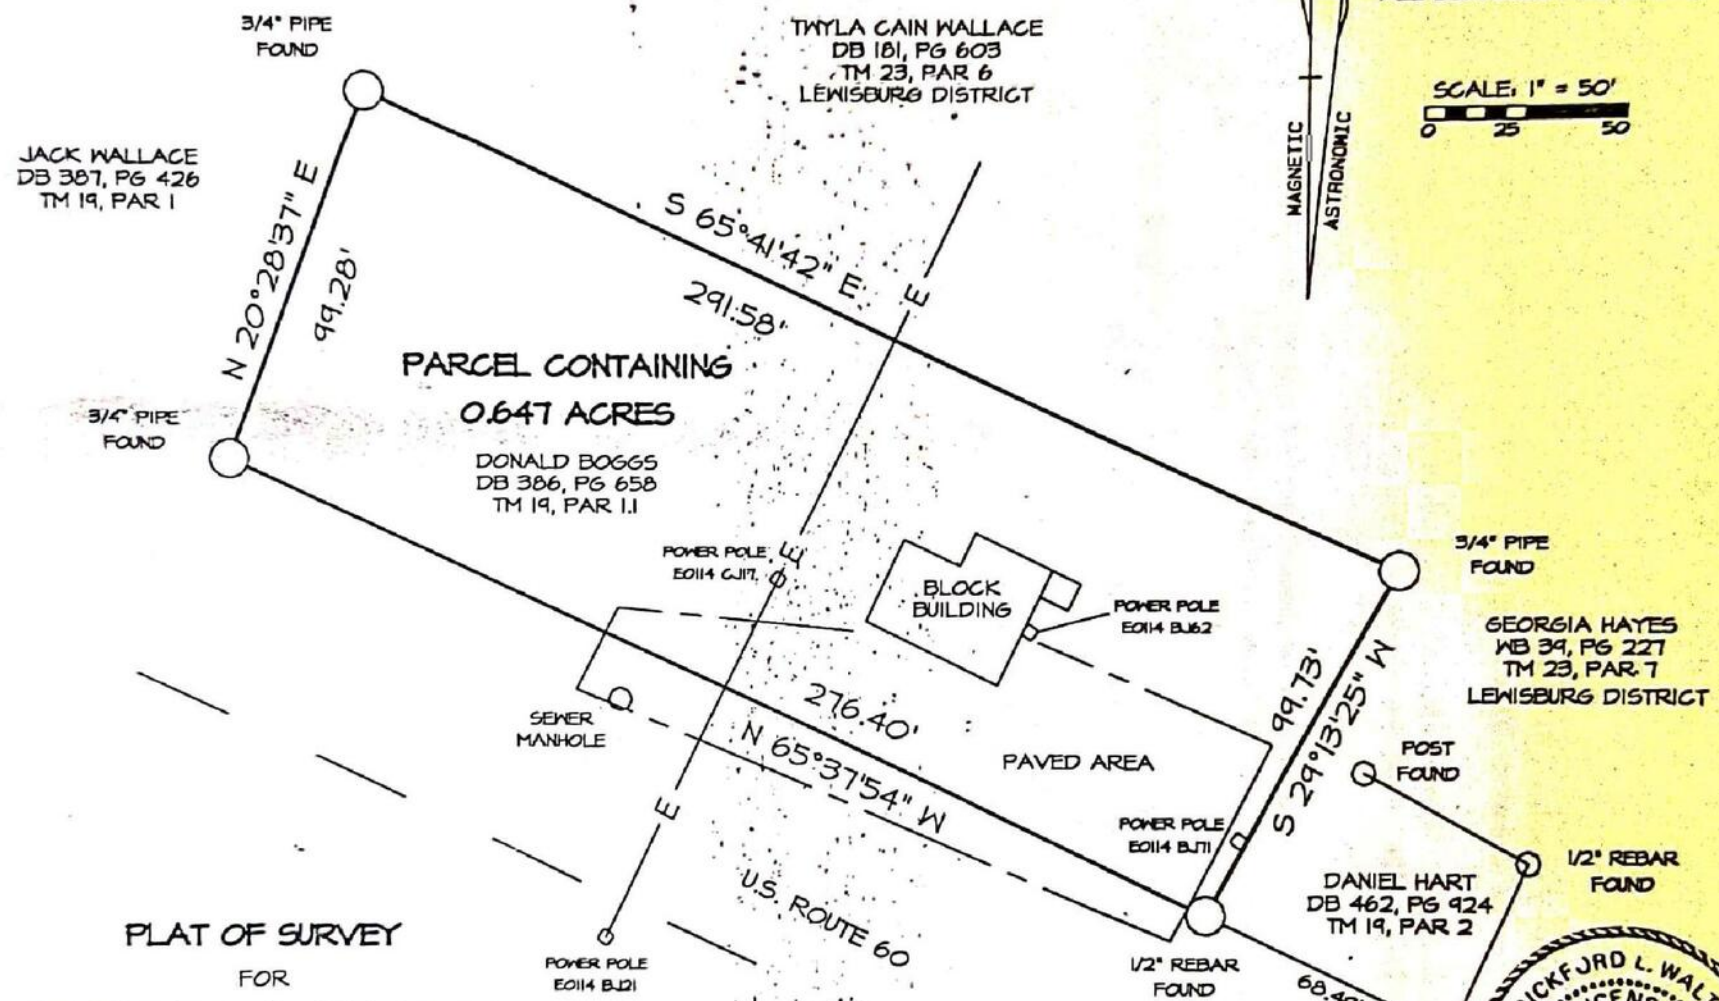 3/4" PIPE
FOUND
TWYLA CAIN WALLACE
DB 181, PG 603
TM 23, PAR 6
LEWISBURG DISTRICT
SCALE: 1" = 50'
0 25 50
MAGNETIC
ASTRONOMIC
JACK WALLACE
DB 387, PG 426
TM 19, PAR 1
N 20°28'37" E
99.28'
S 65°41'42" E
291.58'
E
PARCEL CONTAINING
0.647 ACRES
DONALD BOGGS
DB 386, PG 658
TM 19, PAR 1.1
3/4" PIPE
FOUND
POWER POLE
E0114 CJ17
E
BLOCK
BUILDING
POWER POLE
E0114 BJ62
3/4" PIPE
FOUND
GEORGIA HAYES
WB 39, PG 227
TM 23, PAR 7
LEWISBURG DISTRICT
99.73'
S 29°13'25" W
SEWER
MANHOLE
276.40'
N 65°37'54" W
PAVED AREA
POST
FOUND
E
POWER POLE
E0114 BJ71
1/2" REBAR
FOUND
DANIEL HART
DB 462, PG 924
TM 19, PAR 2
U.S. ROUTE 60
PLAT OF SURVEY
FOR
POWER POLE
E0114 BJ21
1/2" REBAR
FOUND